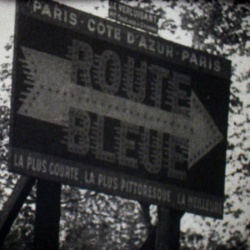 PARIS - COTE D'AZUR - PARIS
ROUTE
BLEUE
LA PLUS COURTE LA PLUS PITTORESQUE LA MEILLEURE